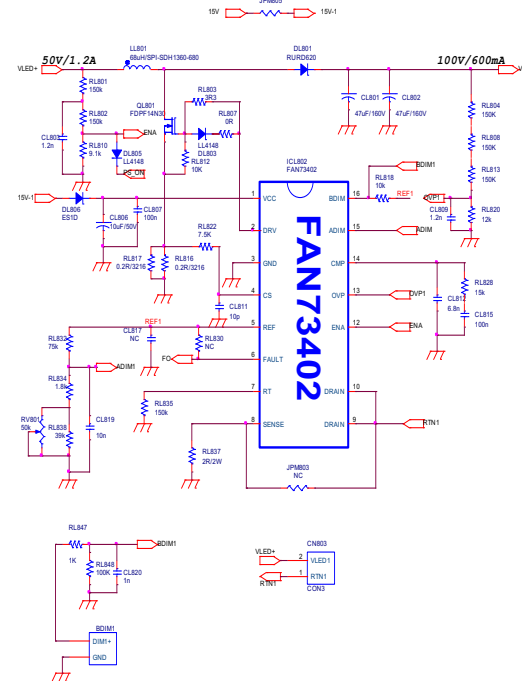 JPM805
15V
15V-1
50V/1.2A
LL801
68uH/SPI-SDH1360-680
DL801
RURD620
100V/600mA
VLED+
RL801
150k
RL802
150k
RL810
9.1k
1.2n
ENA
DL805
LL4148
PS_ON
QL801
FDPF14N30
RL803
3R3
RL807
0R
LL4148
DL803
RL812
10K
CL801
47uF/160V
CL802
47uF/160V
RL804
150K
RL808
150K
RL813
150K
RL820
12k
OVP1
CL809
1.2n
15V-1
DL806
ES1D
CL806
10uF/50V
CL807
100n
ICL802
FAN73402
FAN73402
1
VCC
2
DRV
3
GND
4
CS
5
REF
6
FAULT
7
RT
8
SENSE
BDIM
16
ADIM
15
CMP
14
OVP
13
ENA
12
DRAIN
10
DRAIN
9
BDIM1
RL818
10k
REF1
ADIM
OVP1
ENA
RTN1
RL822
7.5K
RL817
0.2R/3216
RL816
0.2R/3216
CL811
10p
RL828
15k
6.8n
CL815
100n
REF1
CL817
NC
RL830
NC
RL832
75k
ADIM1
RL834
1.8k
RV801
50k
RL838
39k
CL819
10n
RL835
150k
RL837
2R/2W
JPM803
NC
RL847
1K
BDIM1
RL848
100K
CL820
1n
BDIM1
DIM1+
GND
CN803
VLED+
2
VLED1
1
RTN1
RTN1
CON3